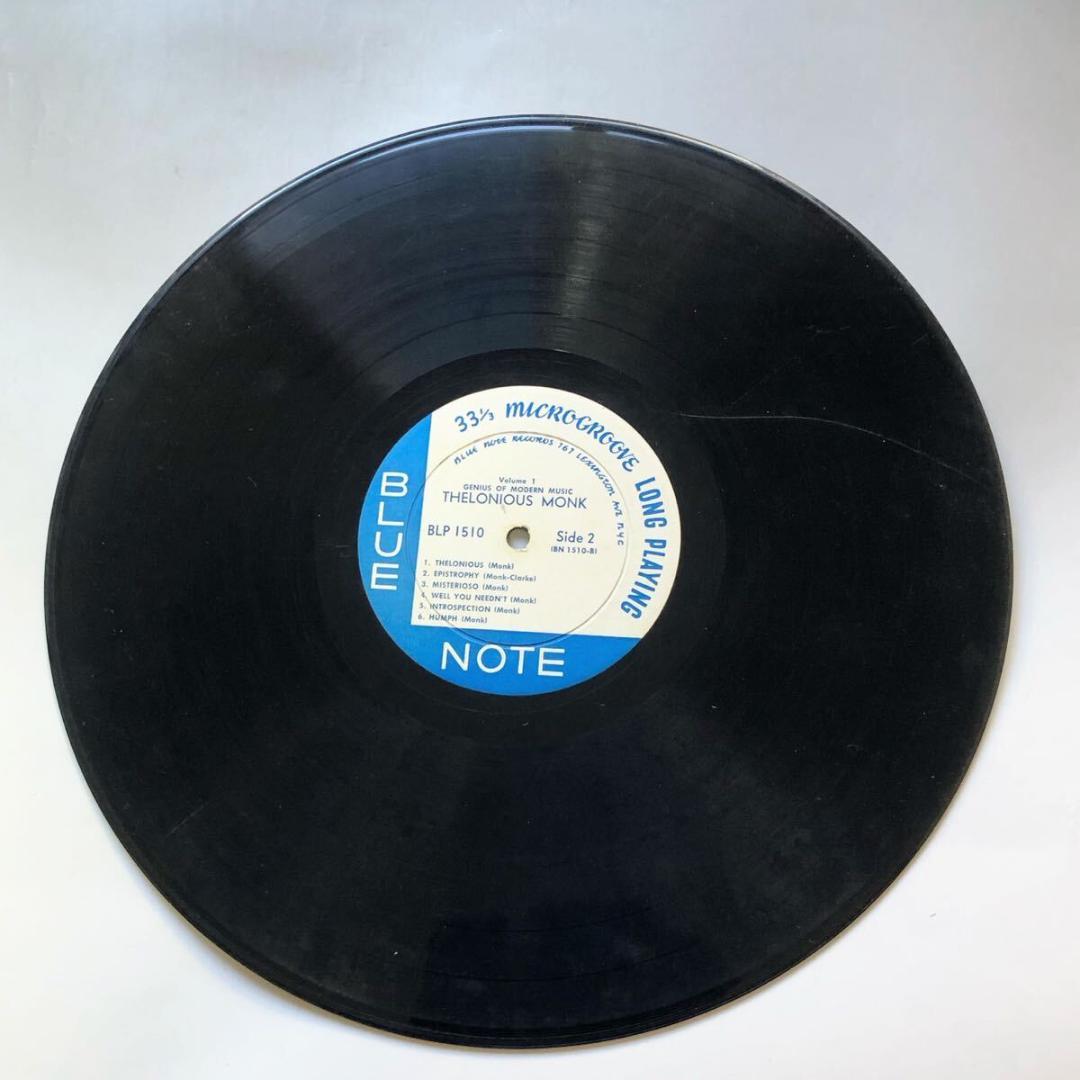 33⅓ MICROGROOVE LONG PLAYING
BLUE NOTE RECORDS 767 LEXINGTON AVE NYC
Volume 1
GENIUS OF MODERN MUSIC
THELONIOUS MONK
BLP 1510
Side 2
(BN 1510-B)
1. THELONIOUS (Monk)
2. EPISTROPHY (Monk-Clarke)
3. MISTERIOSO (Monk)
4. WELL YOU NEEDN'T (Monk)
5. INTROSPECTION (Monk)
6. HUMPH (Monk)
BLUE
NOTE